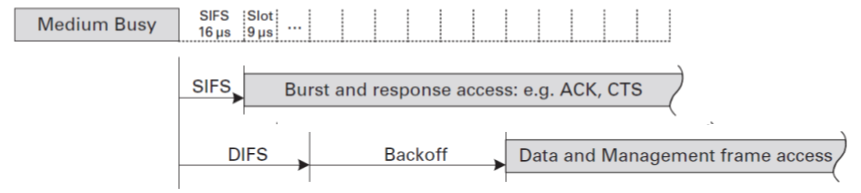 Medium Busy
SIFS Slot
16 µs 9 µs ...
SIFS
Burst and response access: e.g. ACK, CTS
DIFS
Backoff
Data and Management frame access